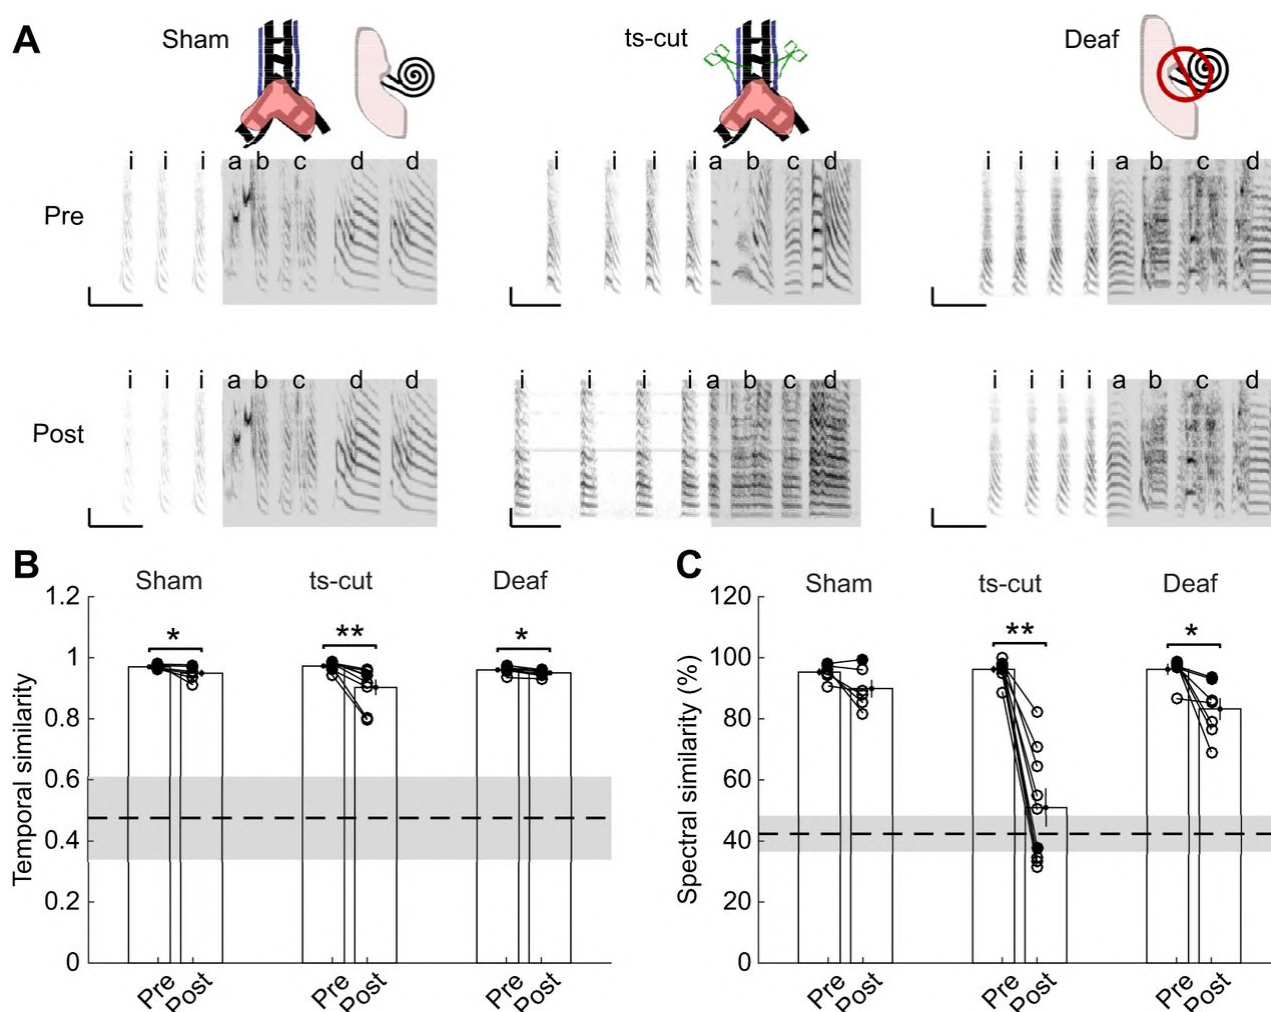 A
Sham
ts-cut
Deaf
i i i a b c d d
i i i i a b c d
i i i i a b c d
Pre
i i i a b c d d
i i i i a b c d
i i i i a b c d
Post
B
Sham
ts-cut
Deaf
Temporal similarity
1.2
1
0.8
0.6
0.4
0.2
0
*
**
*
Pre
Post
Pre
Post
Pre
Post
C
Sham
ts-cut
Deaf
Spectral similarity (%)
120
100
80
60
40
20
0
**
*
Pre
Post
Pre
Post
Pre
Post